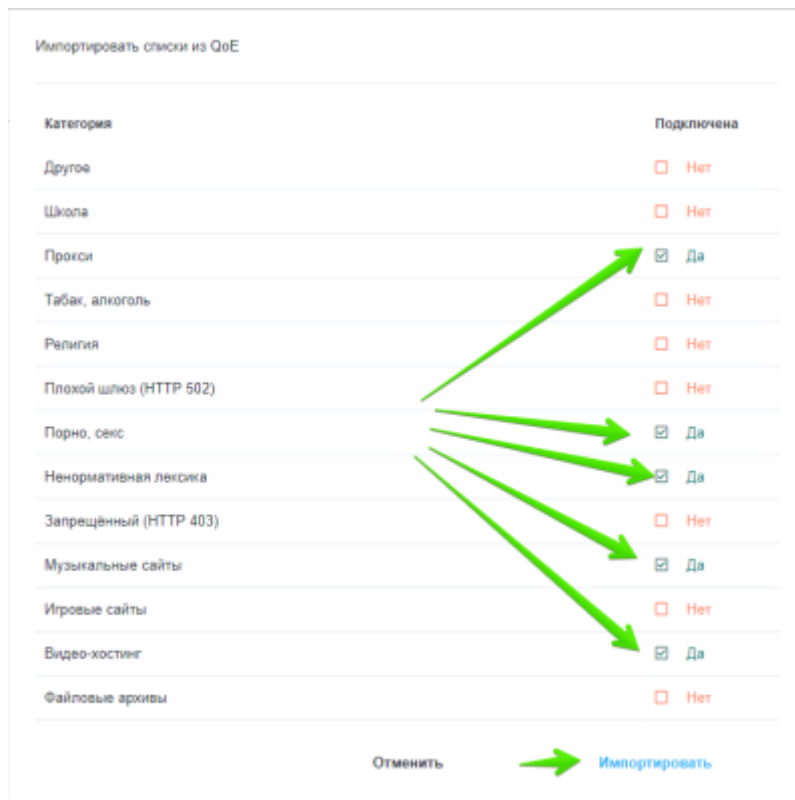 Импортировать списки из QoE
Категория Подключена
Другое Нет
Школа Нет
Прокси Да
Табак, алкоголь Нет
Религия Нет
Плохой шлюз (HTTP 502) Нет
Порно, секс Да
Ненормативная лексика Да
Запрещённый (HTTP 403) Нет
Музыкальные сайты Да
Игровые сайты Нет
Видео-хостинг Да
Файловые архивы Нет
Отменить Импортировать